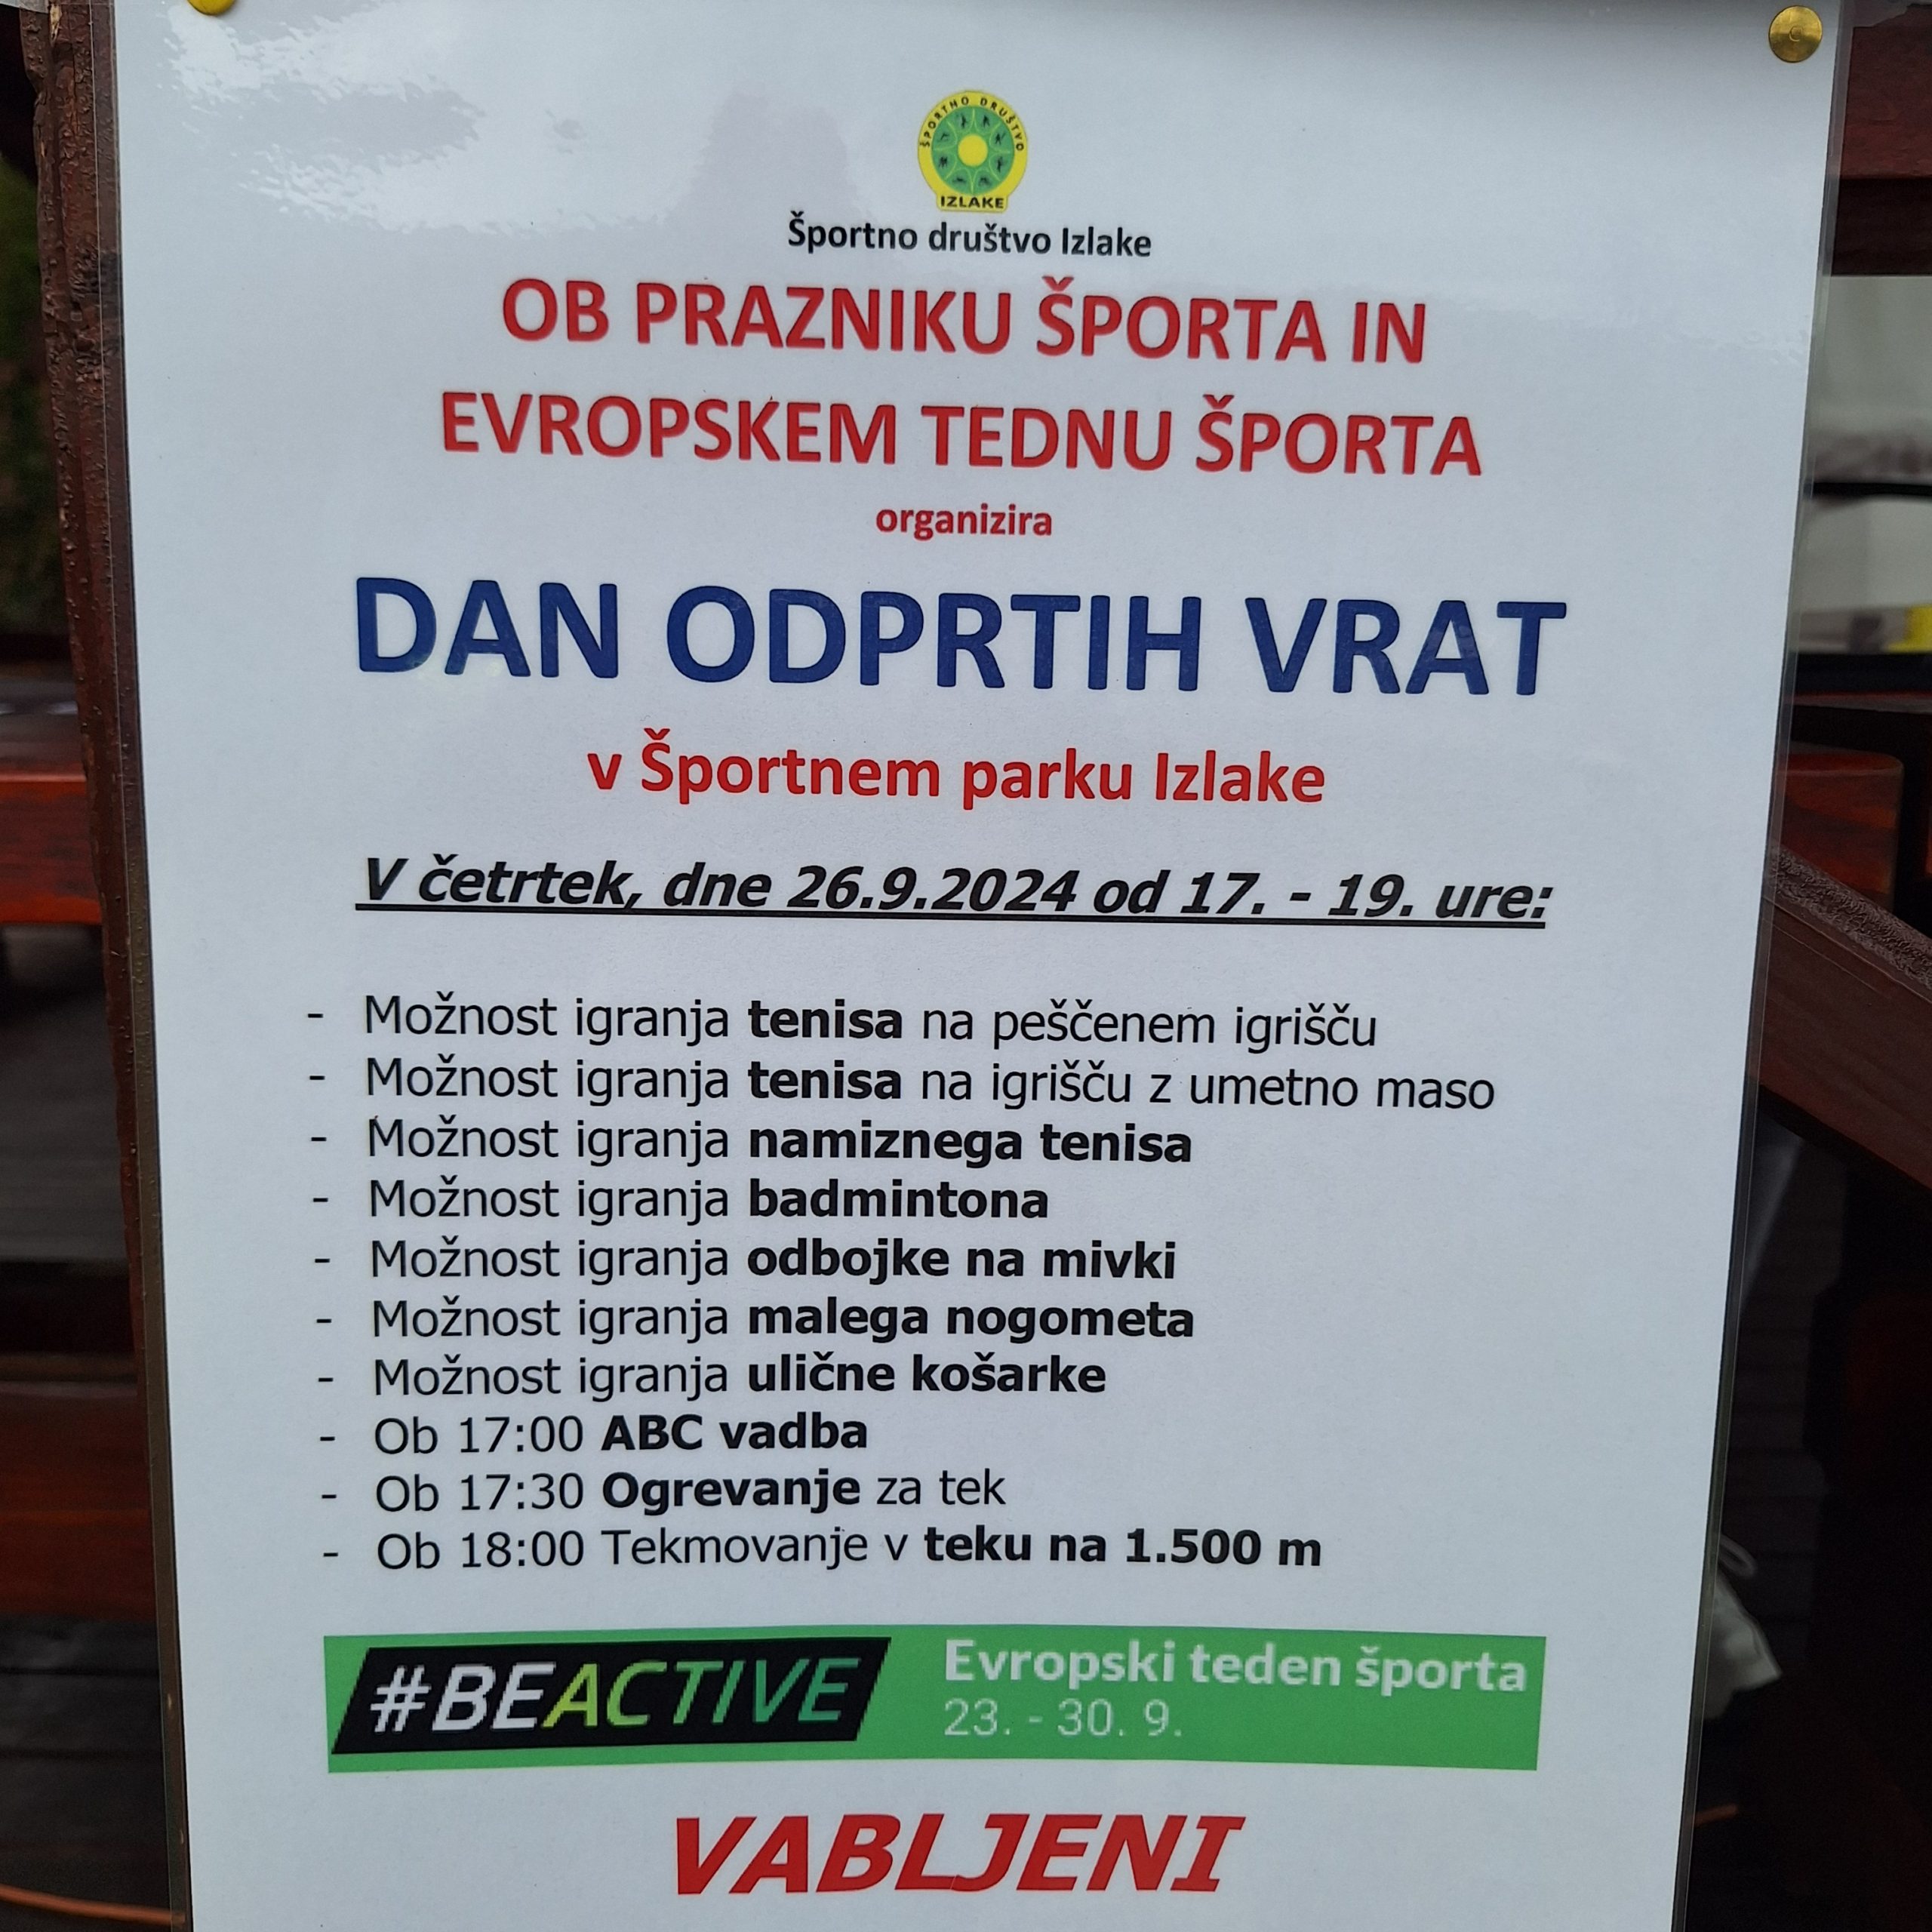 ŠPORTNO DRUŠTVO
IZLAKE
Športno društvo Izlake
OB PRAZNIKU ŠPORTA IN
EVROPSKEM TEDNU ŠPORTA
organizira
DAN ODPRTIH VRAT
v Športnem parku Izlake
V četrtek, dne 26.9.2024 od 17. - 19. ure:
- Možnost igranja tenisa na peščenem igrišču
- Možnost igranja tenisa na igrišču z umetno maso
- Možnost igranja namiznega tenisa
- Možnost igranja badmintona
- Možnost igranja odbojke na mivki
- Možnost igranja malega nogometa
- Možnost igranja ulične košarke
- Ob 17:00 ABC vadba
- Ob 17:30 Ogrevanje za tek
- Ob 18:00 Tekmovanje v teku na 1.500 m
#BEACTIVE
Evropski teden športa
23. - 30. 9.
VABLJENI